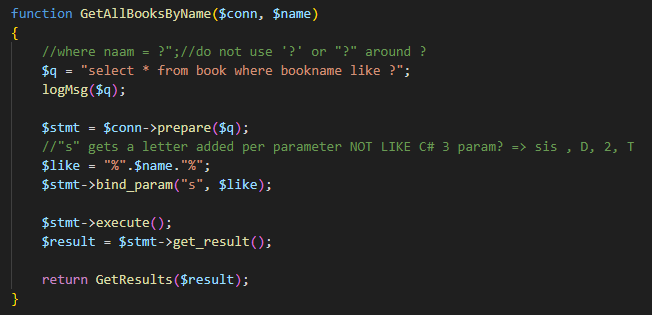 function GetAllBooksByName($conn, $name)
{
//where naam = ?";//do not use '?' or "?" around ?
$q = "select * from book where bookname like ?";
logMsg($q);
$stmt = $conn->prepare($q);
//"s" gets a letter added per parameter NOT LIKE C# 3 param? => sis , D, 2, T
$like = "%".$name."%";
$stmt->bind_param("s", $like);
$stmt->execute();
$result = $stmt->get_result();
return GetResults($result);
}